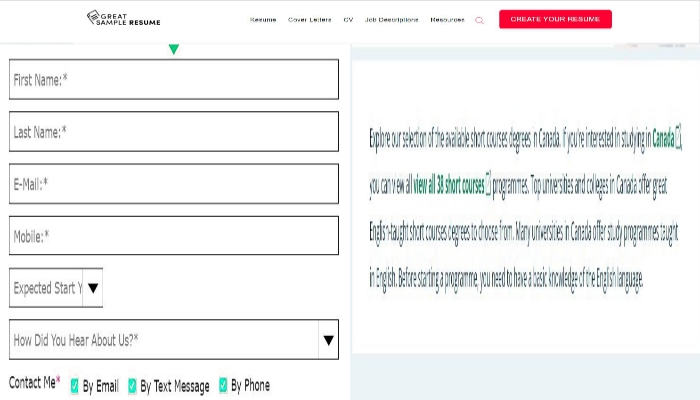 GREAT
SAMPLE RESUME
Resume Cover Letters CV Job Descriptions Resources CREATE YOUR RESUME
First Name:*
Last Name:*
E-Mail:*
Mobile:*
Expected Start Y
How Did You Hear About Us?*
Contact Me* By Email By Text Message By Phone
Explore our selection of the available short courses degrees in Canada. If you're interested in studying in Canada,
you can view all view all 38 short courses programmes. Top universities and colleges in Canada offer great
English-taught short courses degrees to choose from. Many universities in Canada offer study programmes taught
in English. Before starting a programme, you need to have a basic knowledge of the English language.